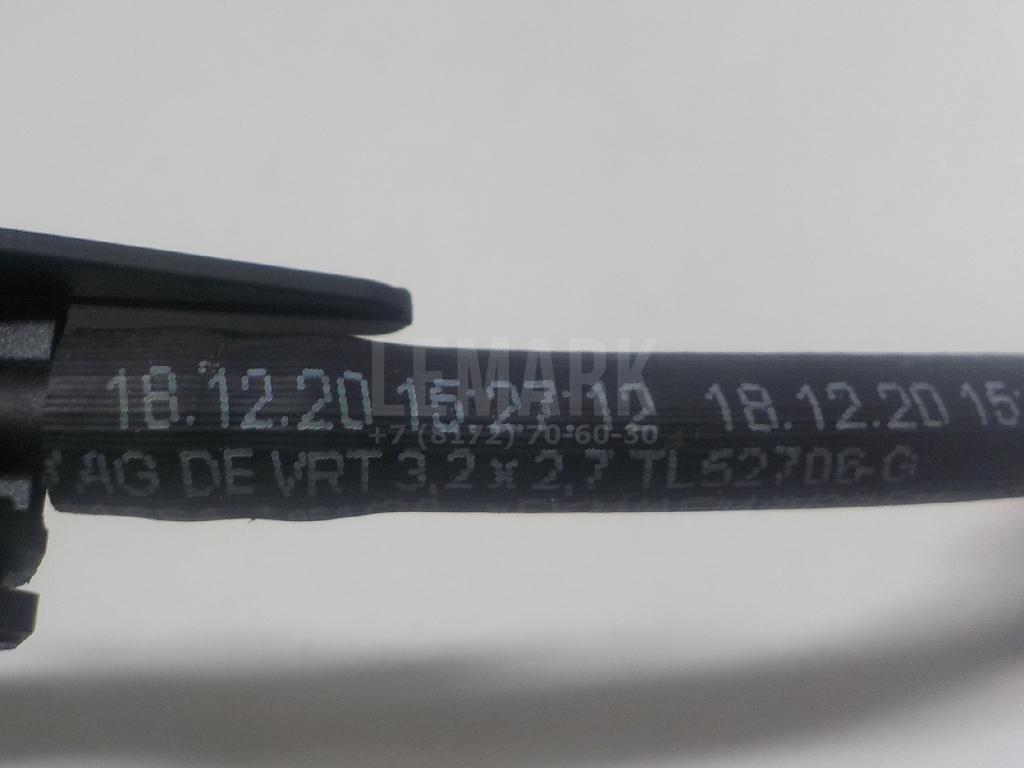 18.12.20 15:27:12 18.12.20 15:
AG DE VRT 3,2 x 2,7 TL52706-G
LEMARK
+7 (8172) 70-60-30